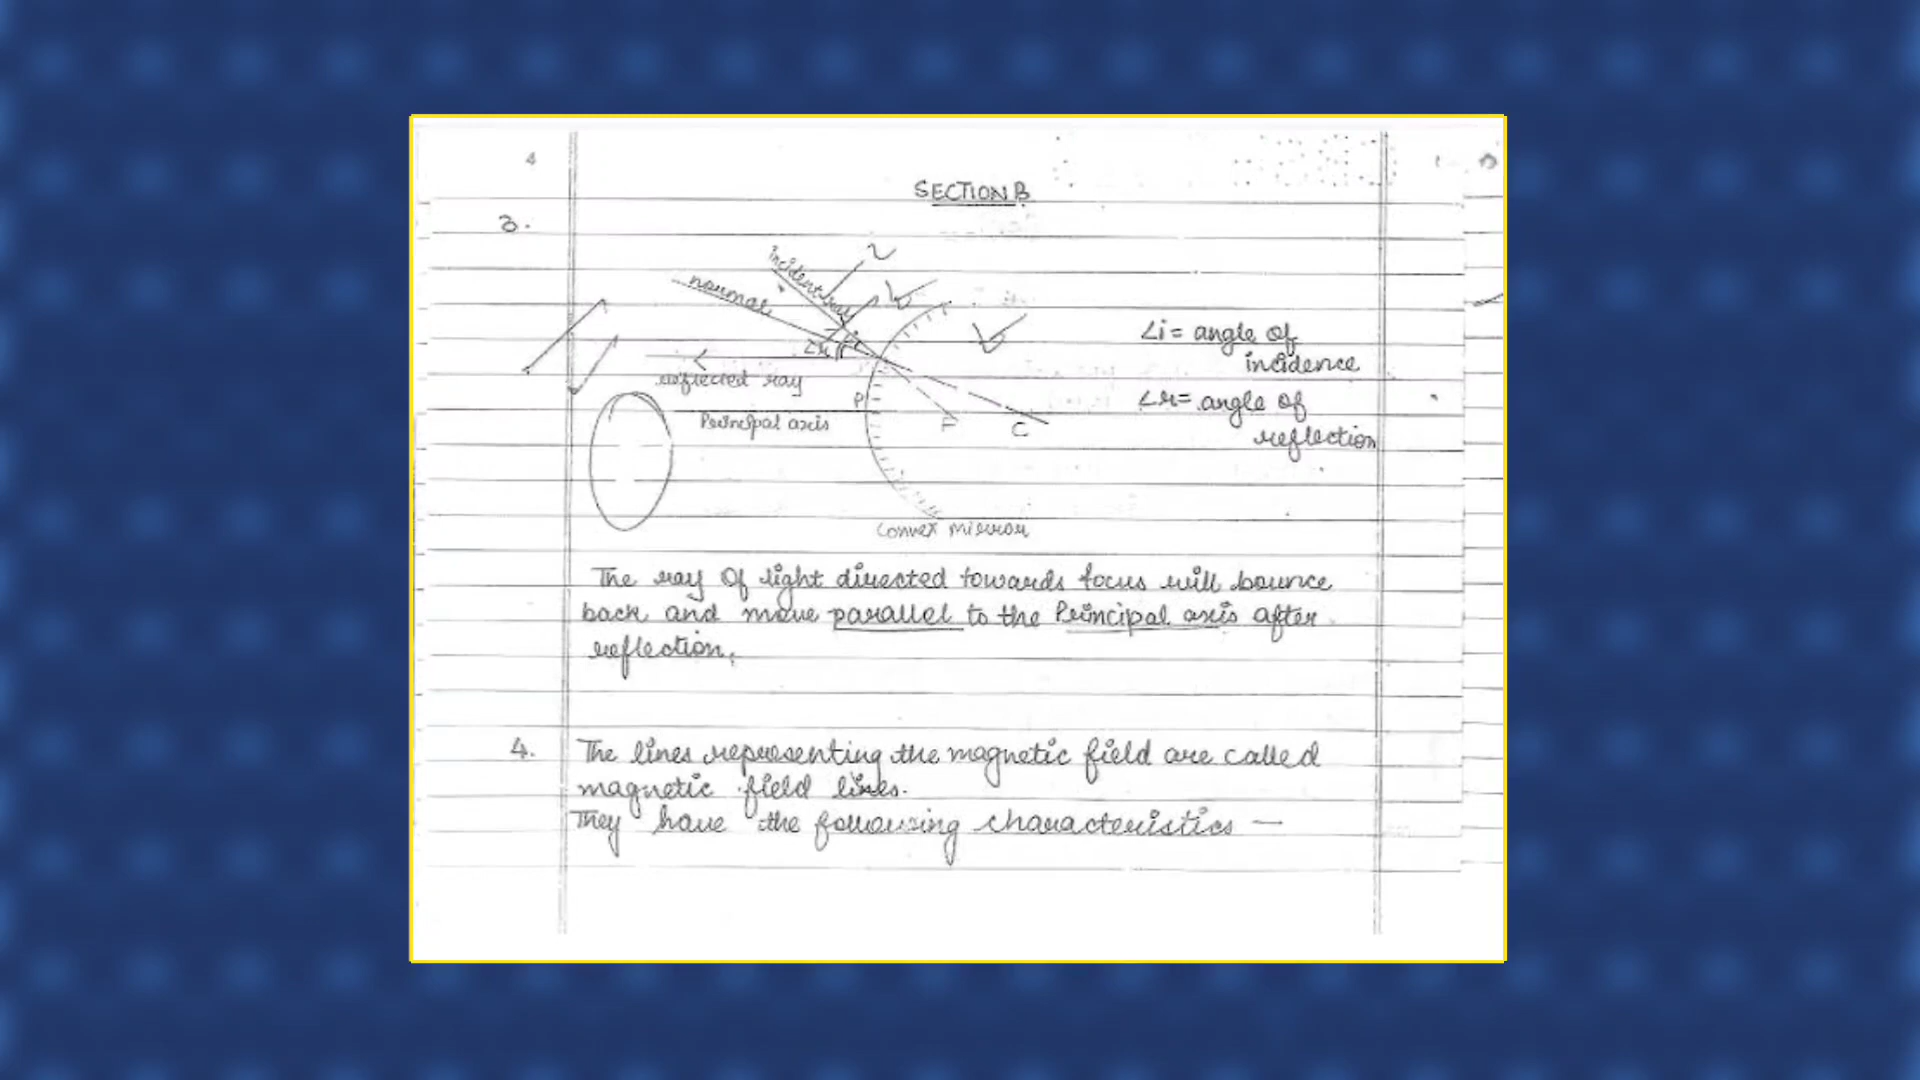 4
SECTION B
3.
incident ray
normal
∠r
reflected ray
P
Principal axis
F
C
Convex mirror
∠i = angle of
incidence
∠r = angle of
reflection
The ray Of light directed towards focus will bounce
back and move parallel to the Principal axis after
reflection.
4. The lines representing the magnetic field are called
magnetic field lines.
They have the following characteristics —